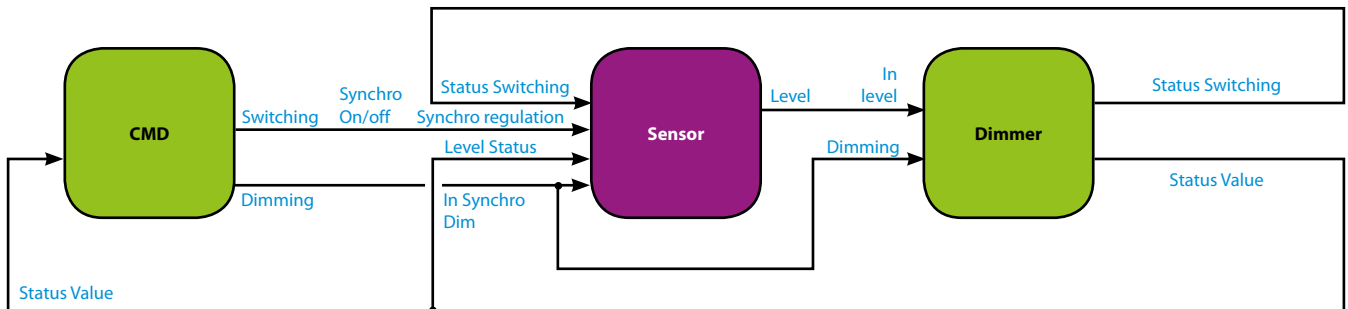 Status Switching
In
level
Level
Status Switching
Synchro
On/off
Switching
Synchro regulation
CMD
Sensor
Dimmer
Level Status
Dimming
Status Value
Dimming
In Synchro
Dim
Status Value